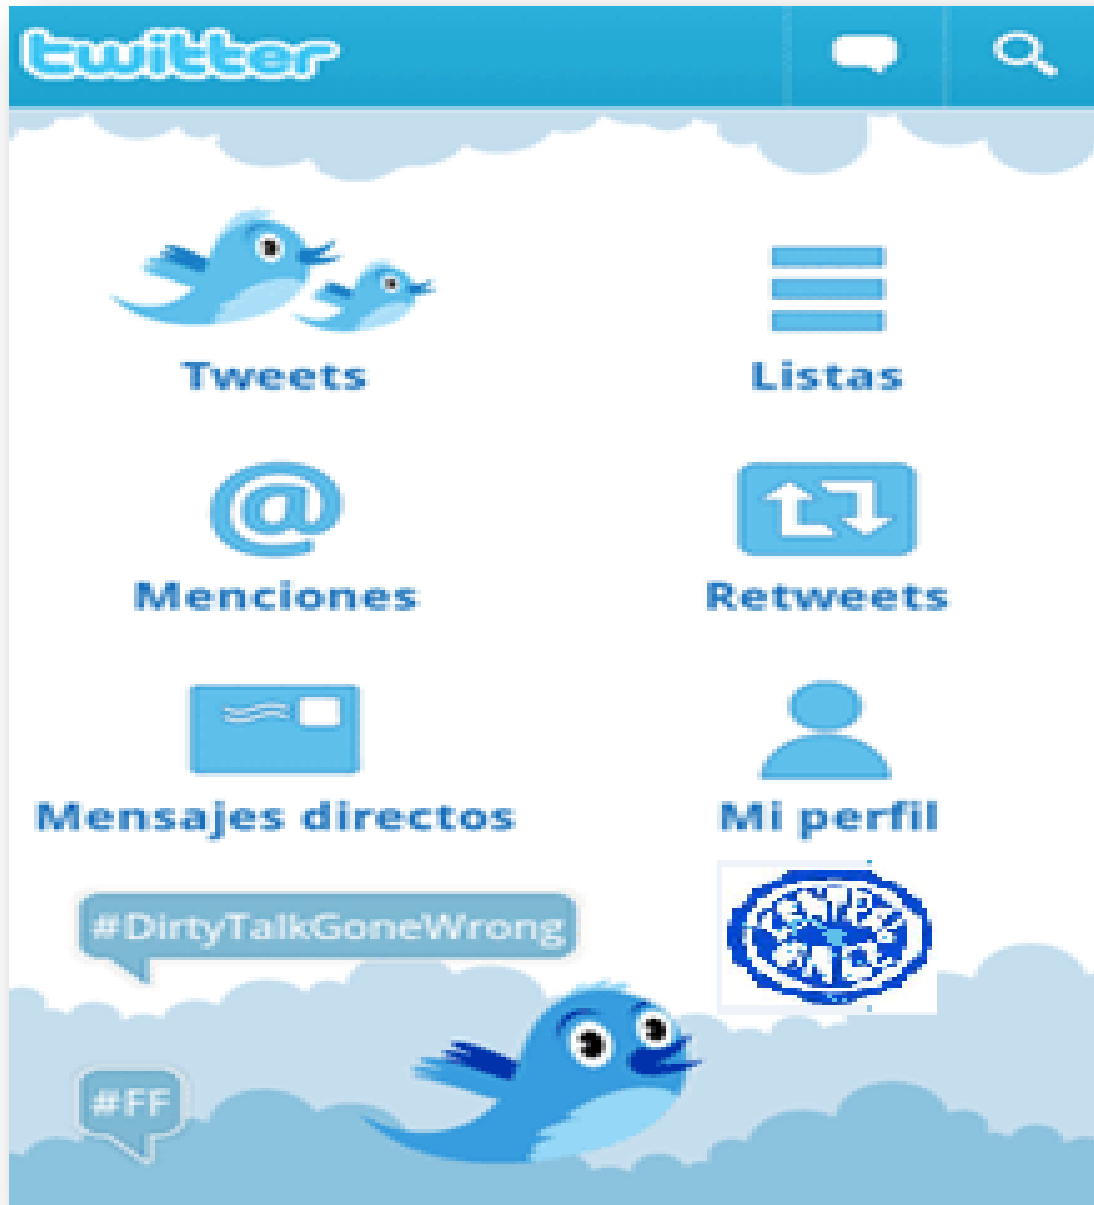 twitter
Tweets
Listas
@
Menciones
Retweets
Mensajes directos
Mi perfil
#DirtyTalkGoneWrong
#FF